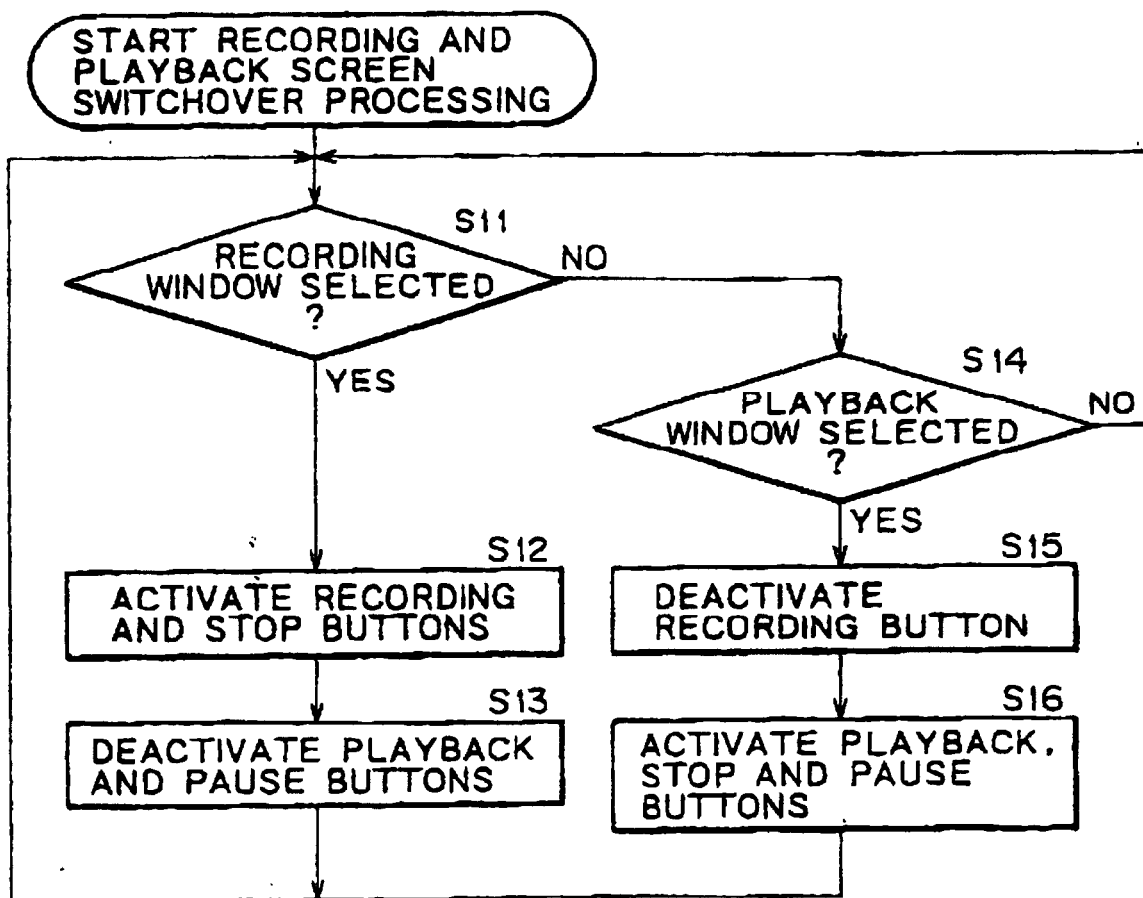 START RECORDING AND
PLAYBACK SCREEN
SWITCHOVER PROCESSING
S11
RECORDING
WINDOW SELECTED
?
NO
YES
S14
PLAYBACK
WINDOW SELECTED
?
NO
YES
S12
ACTIVATE RECORDING
AND STOP BUTTONS
S13
DEACTIVATE PLAYBACK
AND PAUSE BUTTONS
S15
DEACTIVATE
RECORDING BUTTON
S16
ACTIVATE PLAYBACK,
STOP AND PAUSE
BUTTONS